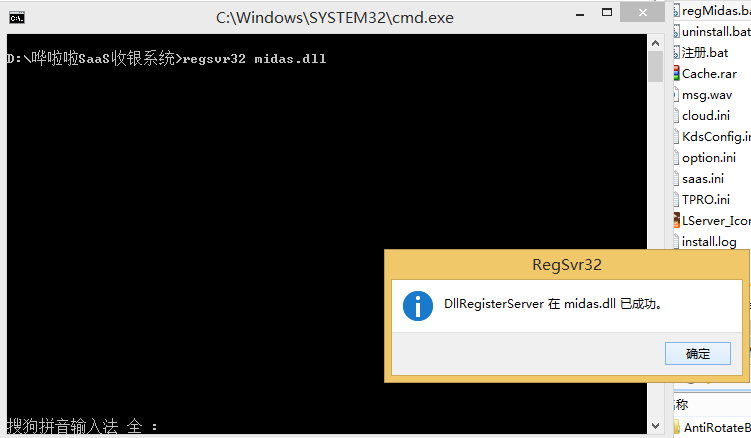 C:\Windows\SYSTEM32\cmd.exe
D:\哗啦啦SaaS收银系统>regsvr32 midas.dll
regMidas.ba
uninstall.bat
注册.bat
Cache.rar
msg.wav
cloud.ini
KdsConfig.in
option.ini
saas.ini
TPRO.ini
LServer_Icon
install.log
RegSvr32
DllRegisterServer 在 midas.dll 已成功。
确定
名称
AntiRotateB
搜狗拼音输入法 全 :